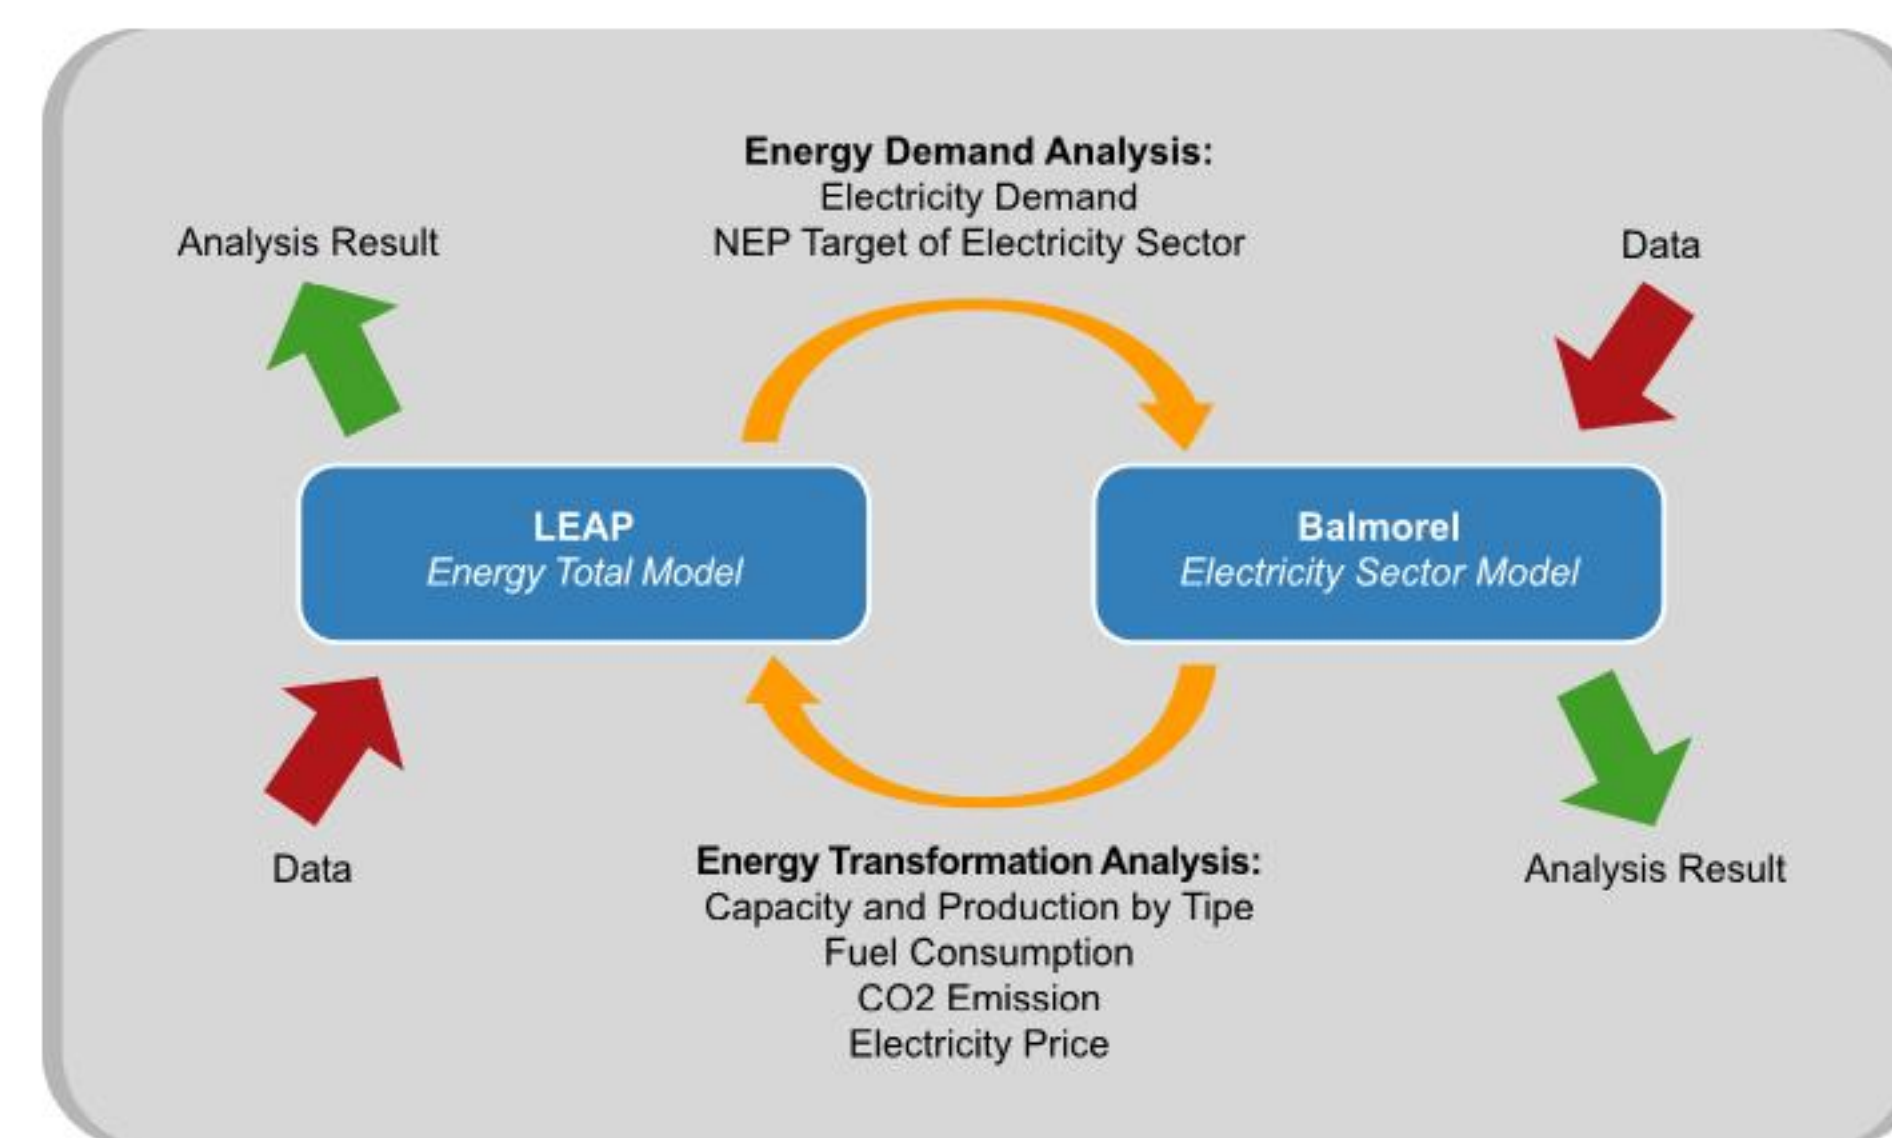 Energy Demand Analysis:
Electricity Demand
NEP Target of Electricity Sector
Analysis Result
Data
LEAP
Energy Total Model
Balmorel
Electricity Sector Model
Data
Energy Transformation Analysis:
Capacity and Production by Tipe
Fuel Consumption
CO2 Emission
Electricity Price
Analysis Result